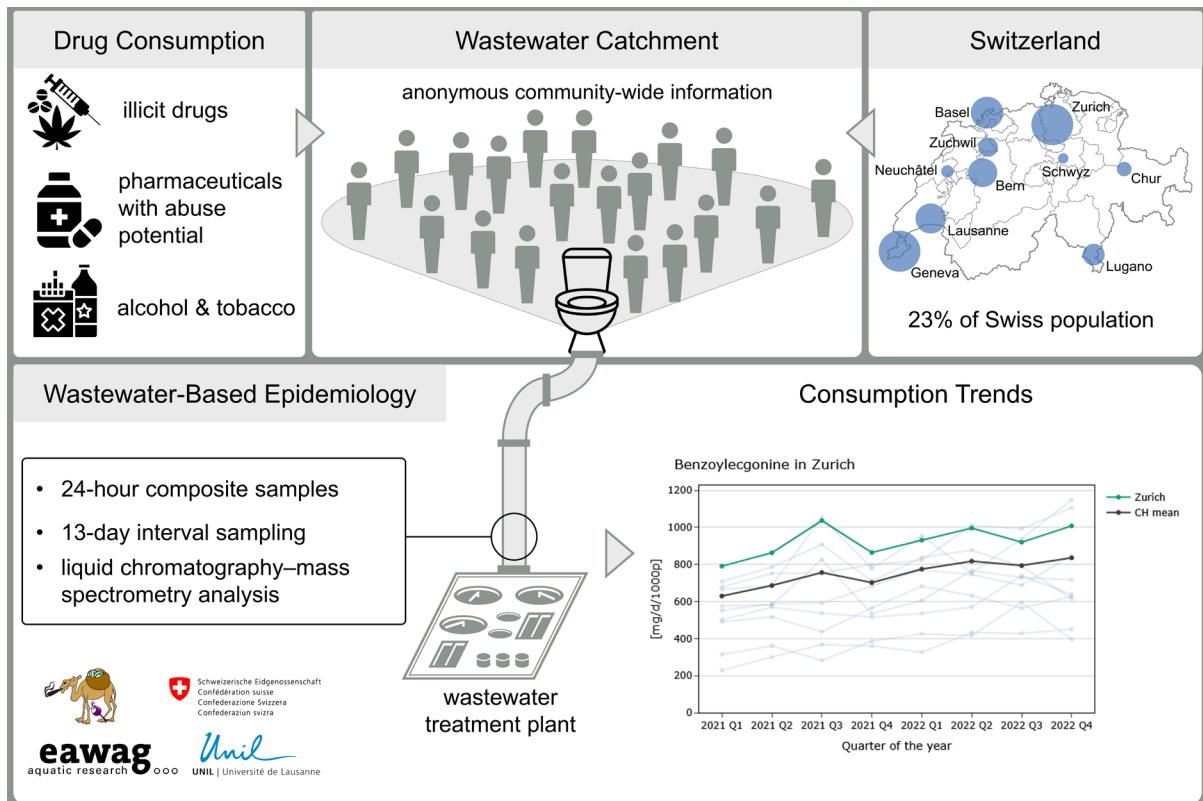 Drug Consumption
illicit drugs
pharmaceuticals
with abuse
potential
alcohol & tobacco
Wastewater Catchment
anonymous community-wide information
Switzerland
Basel
Zurich
Zuchwil
Neuchâtel
Bern
Schwyz
Chur
Lausanne
Geneva
Lugano
23% of Swiss population
Wastewater-Based Epidemiology
• 24-hour composite samples
• 13-day interval sampling
• liquid chromatography–mass
spectrometry analysis
wastewater
treatment plant
Schweizerische Eidgenossenschaft
Confédération suisse
Confederazione Svizzera
Confederaziun svizra
eawag
aquatic research
Unil
UNIL | Université de Lausanne
Consumption Trends
Benzoylecgonine in Zurich
1200
1000
800
600
400
200
0
[mg/d/1000p]
2021 Q1
2021 Q2
2021 Q3
2021 Q4
2022 Q1
2022 Q2
2022 Q3
2022 Q4
Quarter of the year
Zurich
CH mean